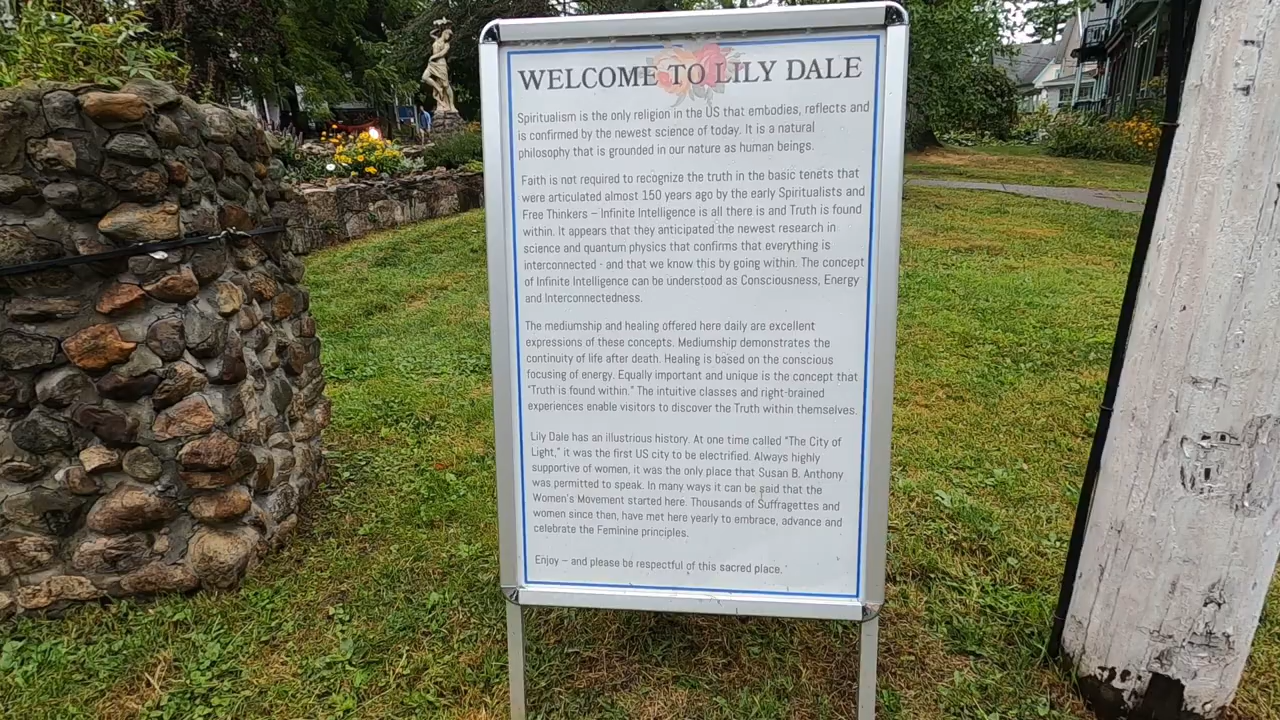 WELCOME TO LILY DALE
Spiritualism is the only religion in the US that embodies, reflects and
is confirmed by the newest science of today. It is a natural
philosophy that is grounded in our nature as human beings.
Faith is not required to recognize the truth in the basic tenets that
were articulated almost 150 years ago by the early Spiritualists and
Free Thinkers – Infinite Intelligence is all there is and Truth is found
within. It appears that they anticipated the newest research in
science and quantum physics that confirms that everything is
interconnected - and that we know this by going within. The concept
of Infinite Intelligence can be understood as Consciousness, Energy
and Interconnectedness.
The mediumship and healing offered here daily are excellent
expressions of these concepts. Mediumship demonstrates the
continuity of life after death. Healing is based on the conscious
focusing of energy. Equally important and unique is the concept that
"Truth is found within." The intuitive classes and right-brained
experiences enable visitors to discover the Truth within themselves.
Lily Dale has an illustrious history. At one time called "The City of
Light," it was the first US city to be electrified. Always highly
supportive of women, it was the only place that Susan B. Anthony
was permitted to speak. In many ways it can be said that the
Women's Movement started here. Thousands of Suffragettes and
women since then, have met here yearly to embrace, advance and
celebrate the Feminine principles.
Enjoy – and please be respectful of this sacred place.